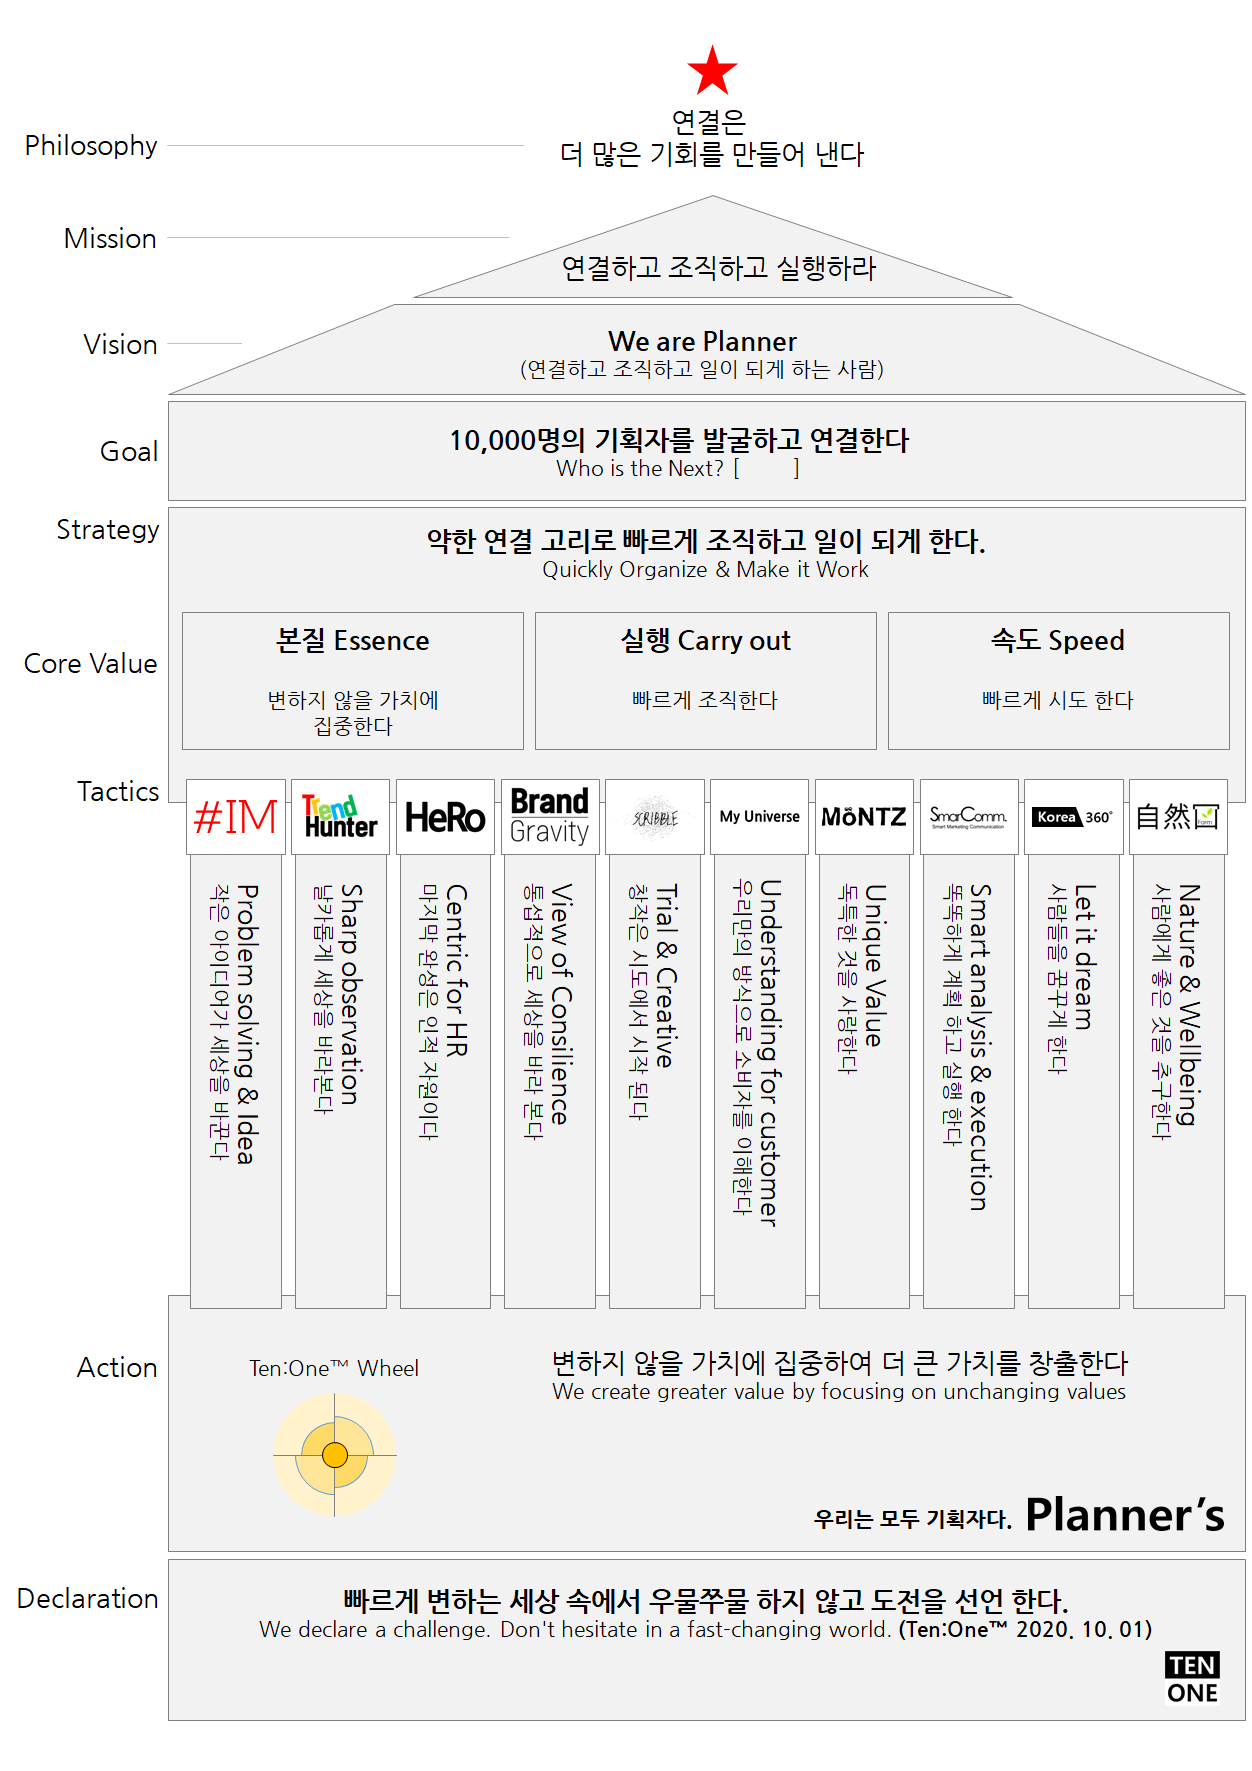 Philosophy
연결은
더 많은 기회를 만들어 낸다
Mission
연결하고 조직하고 실행하라
Vision
We are Planner
(연결하고 조직하고 일이 되게 하는 사람)
Goal
10,000명의 기획자를 발굴하고 연결한다
Who is the Next? [ ]
Strategy
약한 연결 고리로 빠르게 조직하고 일이 되게 한다.
Quickly Organize & Make it Work
Core Value
본질 Essence
변하지 않을 가치에
집중한다
실행 Carry out
빠르게 조직한다
속도 Speed
빠르게 시도 한다
Tactics
#IM
Trend
Hunter
HeRo
Brand
Gravity
SCRIBBLE
My Universe
MöNTZ
SmarComm.
Smart Marketing Communication
Korea 360°
自然面
Farm
Problem solving & Idea
작은 아이디어가 세상을 바꾼다
Sharp observation
날카롭게 세상을 바라본다
Centric for HR
마지막 완성은 인적 자원이다
View of Consilience
통섭적으로 세상을 바라 본다
Trial & Creative
창작은 시도에서 시작 된다
Understanding for customer
우리만의 방식으로 소비자를 이해한다
Unique Value
독특한 것을 사랑한다
Smart analysis & execution
똑똑하게 계획 하고 실행 한다
Let it dream
사람들을 꿈꾸게 한다
Nature & Wellbeing
사람에게 좋은 것을 추구한다
Action
Ten:One™ Wheel
변하지 않을 가치에 집중하여 더 큰 가치를 창출한다
We create greater value by focusing on unchanging values
우리는 모두 기획자다. Planner's
Declaration
빠르게 변하는 세상 속에서 우물쭈물 하지 않고 도전을 선언 한다.
We declare a challenge. Don't hesitate in a fast-changing world. (Ten:One™ 2020. 10. 01)
TEN
ONE